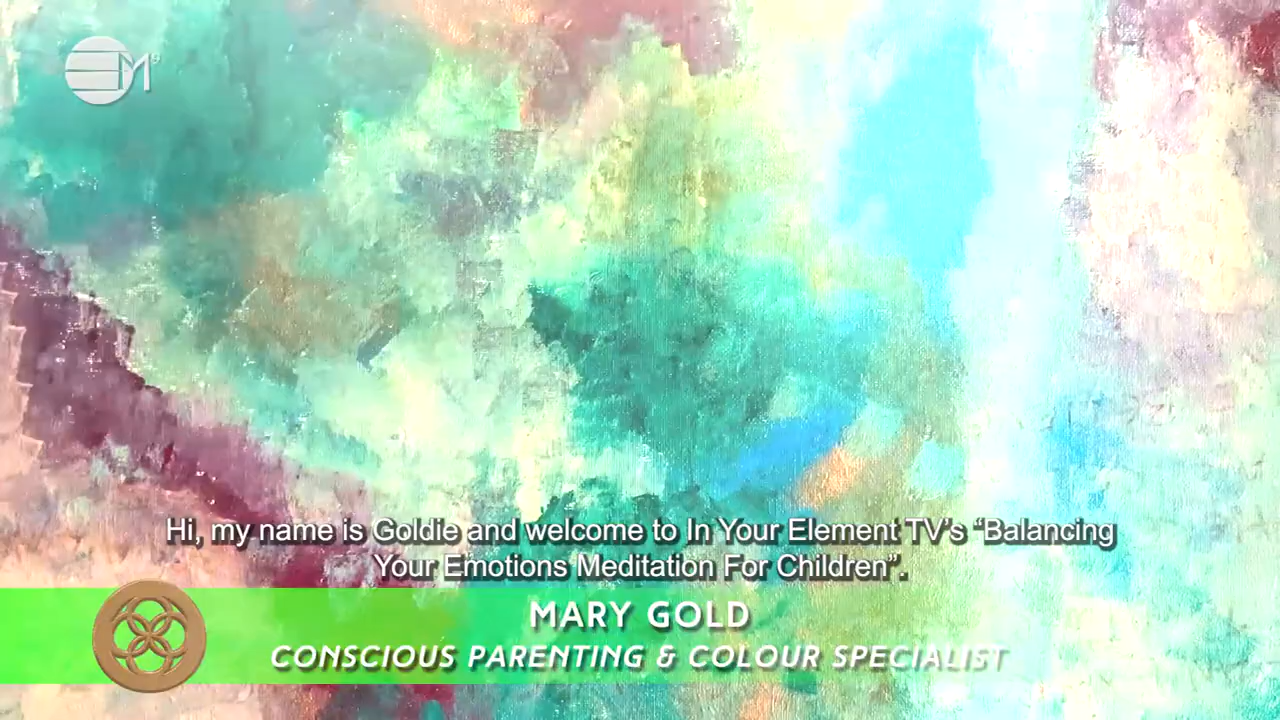 M
Hi, my name is Goldie and welcome to In Your Element TV's “Balancing
Your Emotions Meditation For Children”.
MARY GOLD
CONSCIOUS PARENTING & COLOUR SPECIALIST